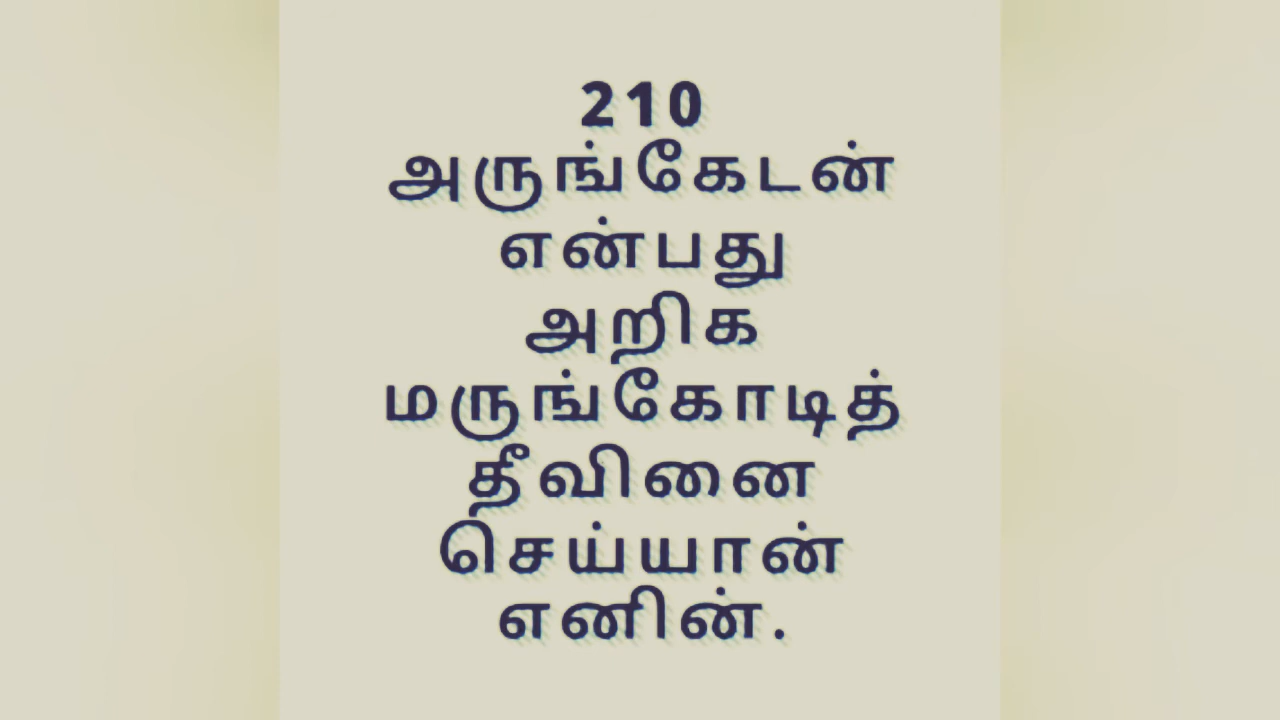 210
அருங்கேடன்
என்பது
அறிக
மருங்கோடித்
தீவினை
செய்யான்
எனின்.